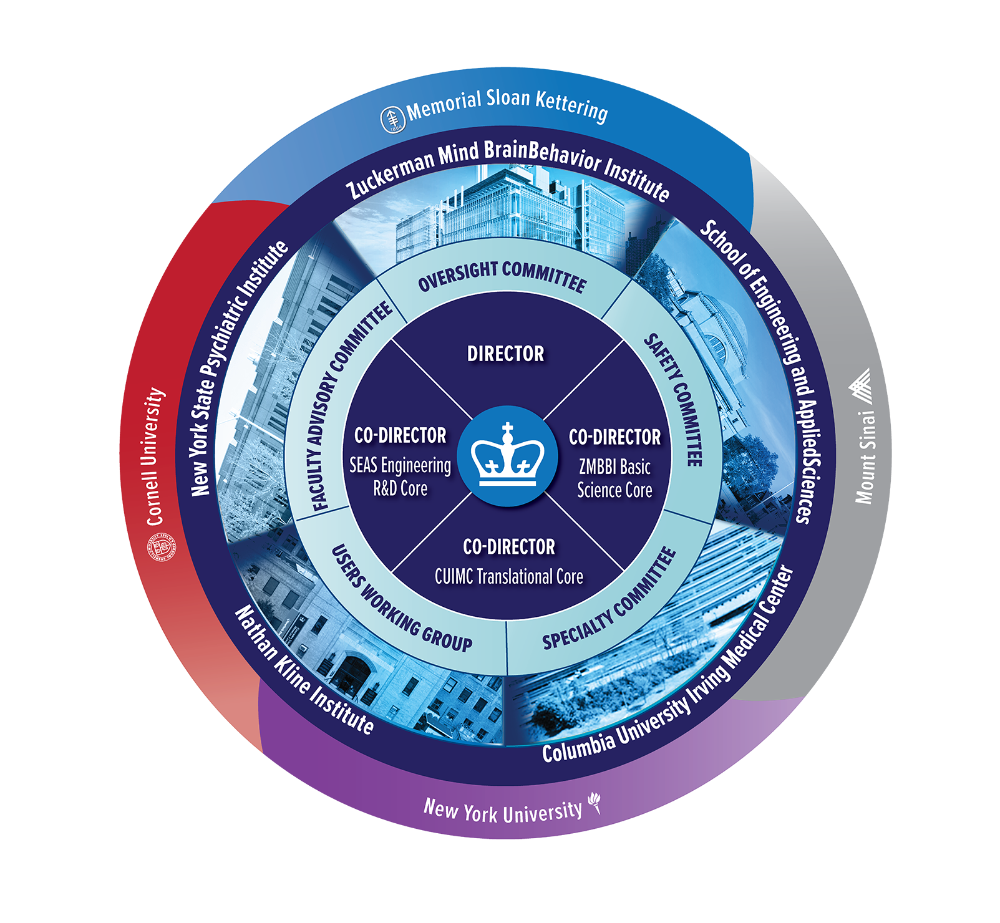 Memorial Sloan Kettering
1884
Zuckerman Mind BrainBehavior Institute
School of Engineering and AppliedSciences
Mount Sinai
New York State Psychiatric Institute
Cornell University
OVERSIGHT COMMITTEE
FACULTY ADVISORY COMMITTEE
SAFETY COMMITTEE
DIRECTOR
CO-DIRECTOR
SEAS Engineering
R&D Core
CO-DIRECTOR
ZMBBI Basic
Science Core
CO-DIRECTOR
CUIMC Translational Core
USERS WORKING GROUP
SPECIALTY COMMITTEE
Nathan Kline Institute
Columbia University Irving Medical Center
New York University